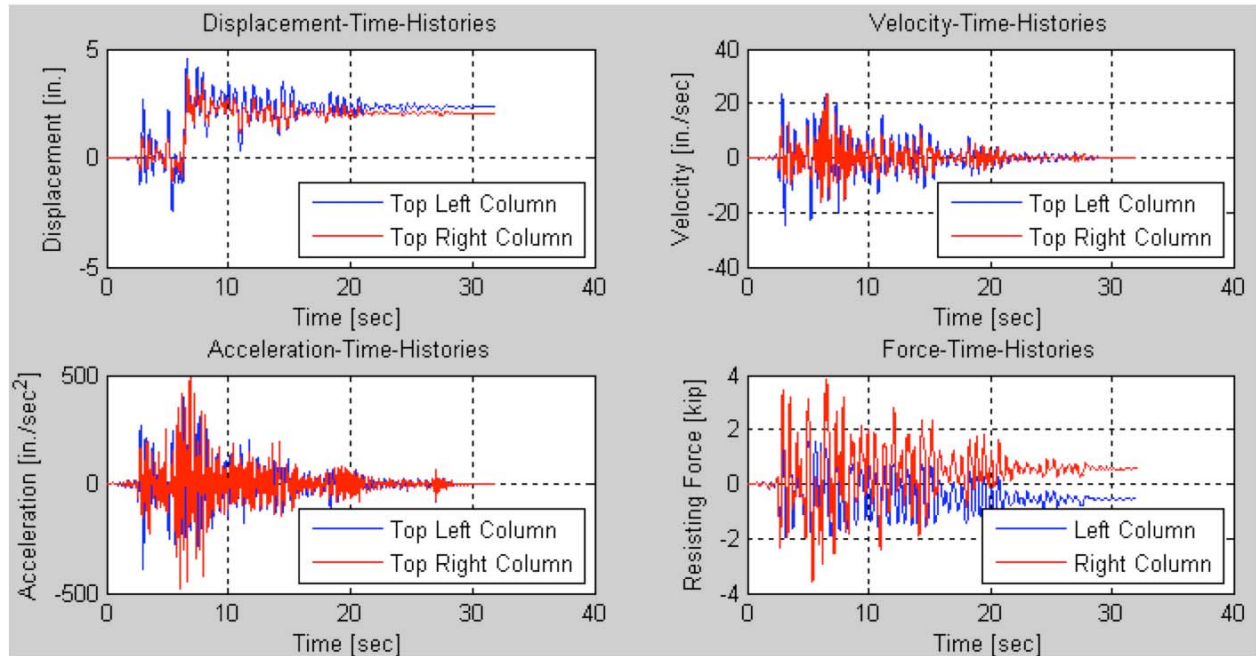 Displacement-Time-Histories
5
0
-5
Displacement [in.]
Top Left Column
Top Right Column
0 10 20 30 40
Time [sec]
Velocity-Time-Histories
40
20
0
-20
-40
Velocity [in./sec]
Top Left Column
Top Right Column
0 10 20 30 40
Time [sec]
Acceleration-Time-Histories
500
0
-500
Acceleration [in./sec²]
Top Left Column
Top Right Column
0 10 20 30 40
Time [sec]
Force-Time-Histories
4
2
0
-2
-4
Resisting Force [kip]
Left Column
Right Column
0 10 20 30 40
Time [sec]